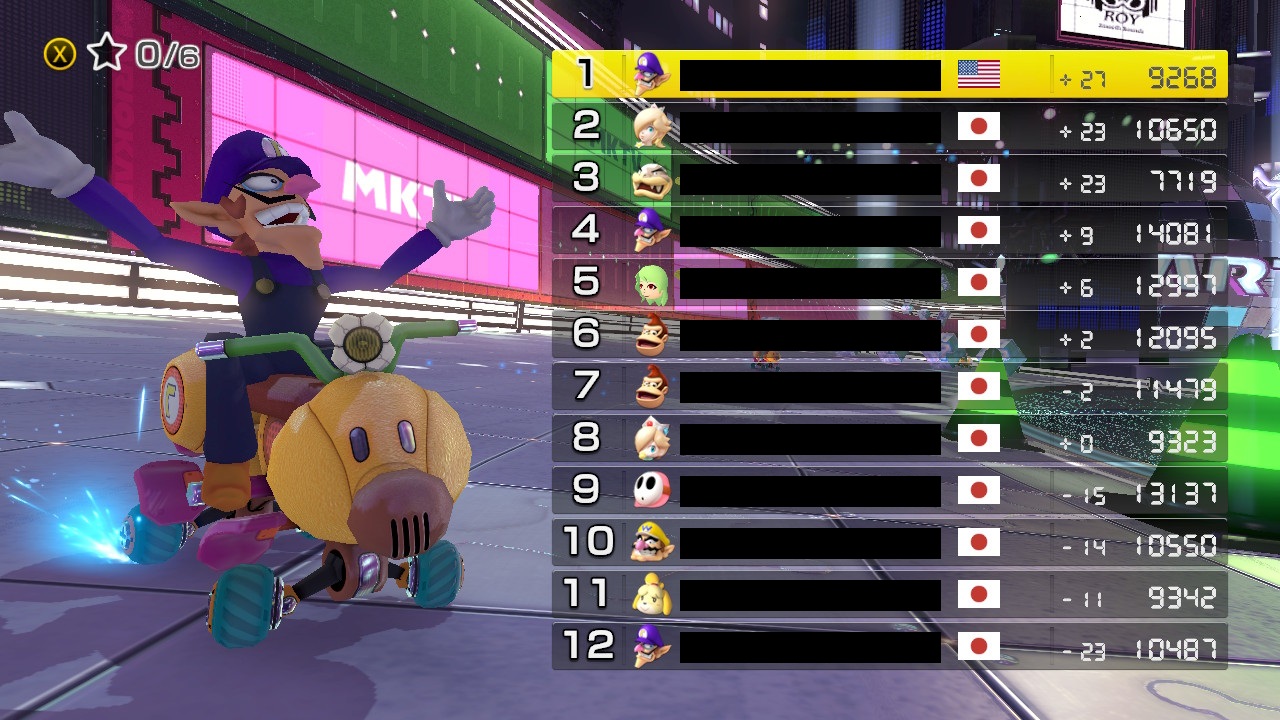 X 0/6
ROY
MKT
1 + 27 9268
2 + 23 10650
3 + 23 7719
4 + 9 14081
5 + 6 12997
6 + 2 12095
7 - 2 11479
8 + 0 9323
9 - 15 13137
10 - 14 10550
11 - 11 9342
12 - 23 10487